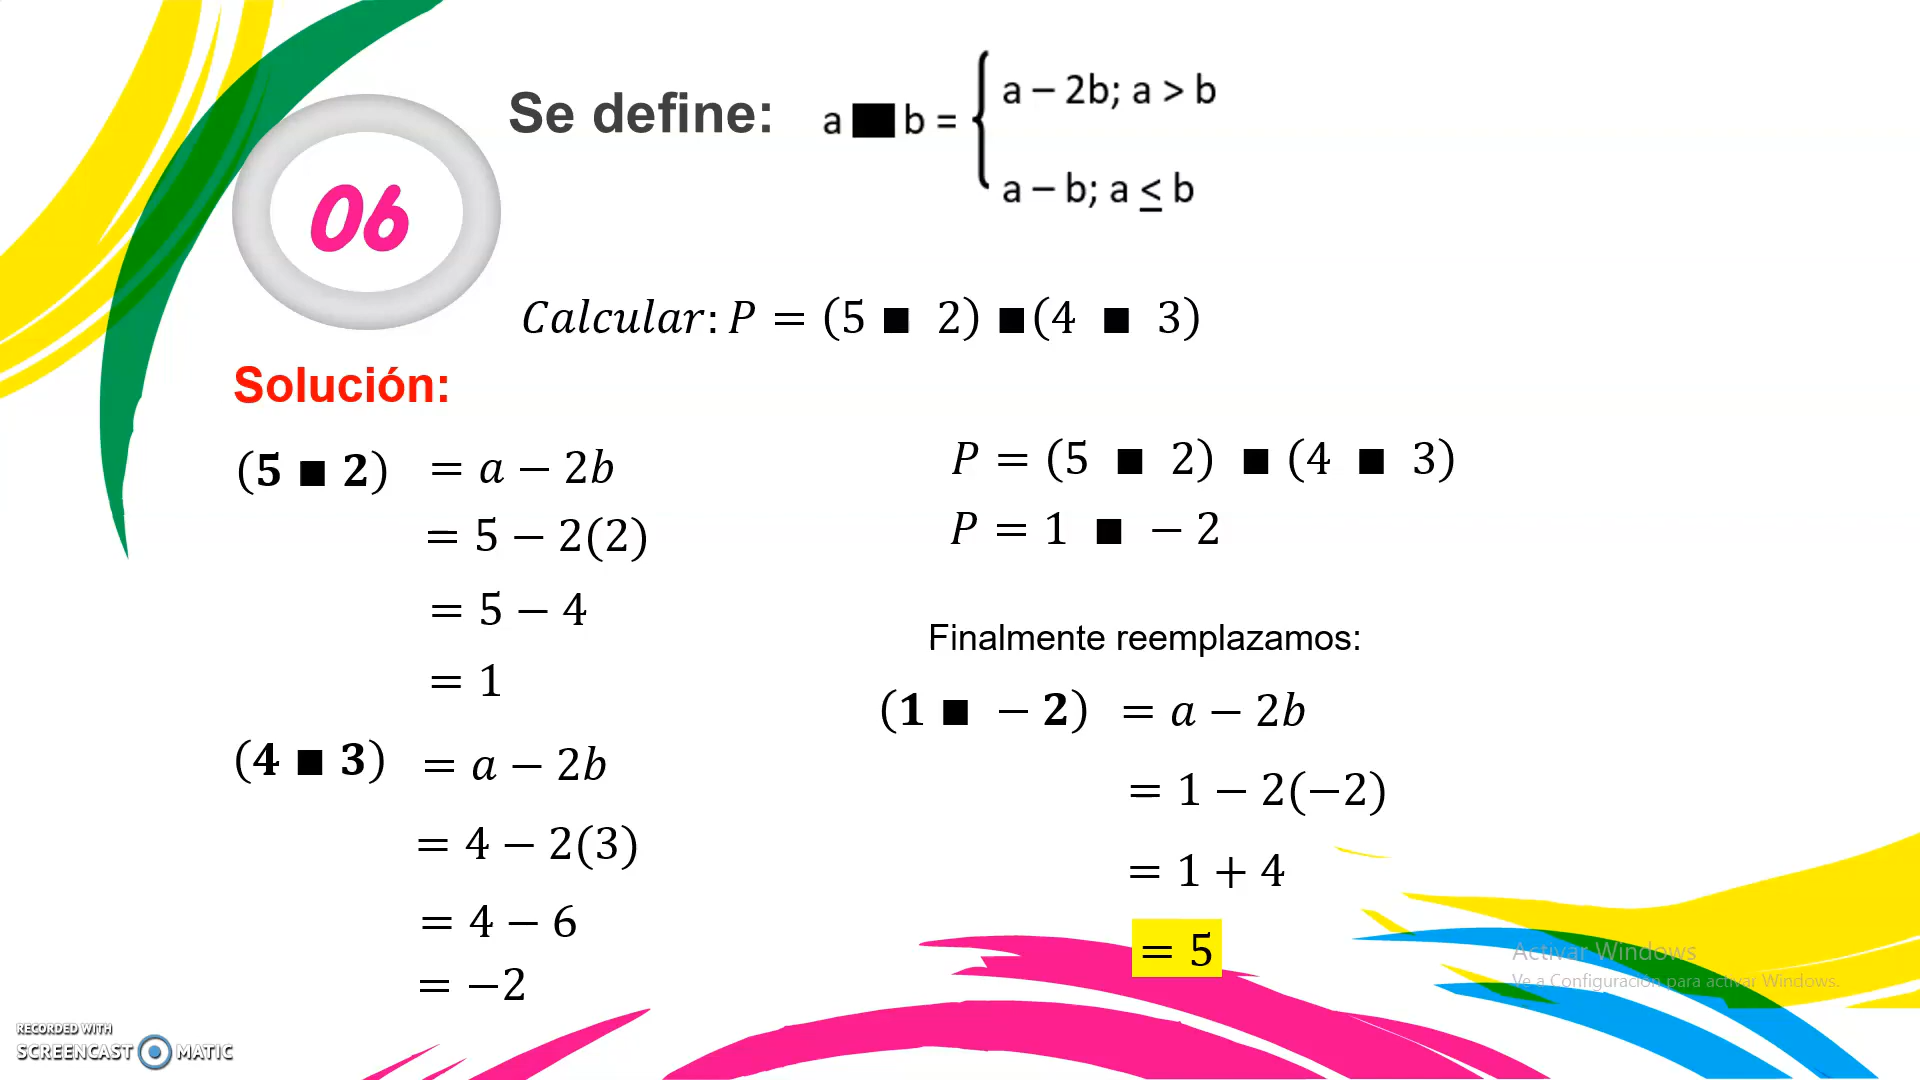 Se define: a ■ b = { a – 2b; a > b
a – b; a ≤ b
06
Calcular: P = (5 ■ 2) ■ (4 ■ 3)
Solución:
(5 ■ 2) = a − 2b
= 5 − 2(2)
= 5 − 4
= 1
(4 ■ 3) = a − 2b
= 4 − 2(3)
= 4 − 6
= −2
P = (5 ■ 2) ■ (4 ■ 3)
P = 1 ■ − 2
Finalmente reemplazamos:
(1 ■ − 2) = a − 2b
= 1 − 2(−2)
= 1 + 4
= 5
Activar Windows
Ve a Configuración para activar Windows.
RECORDED WITH
SCREENCAST MATIC